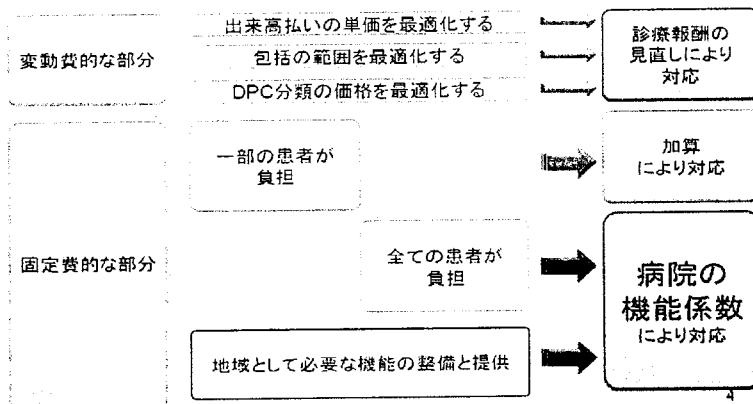 変動費的な部分
出来高払いの単価を最適化する
包括の範囲を最適化する
DPC分類の価格を最適化する
診療報酬の
見直しにより
対応
固定費的な部分
一部の患者が
負担
加算
により対応
全ての患者が
負担
地域として必要な機能の整備と提供
病院の
機能係数
により対応
4